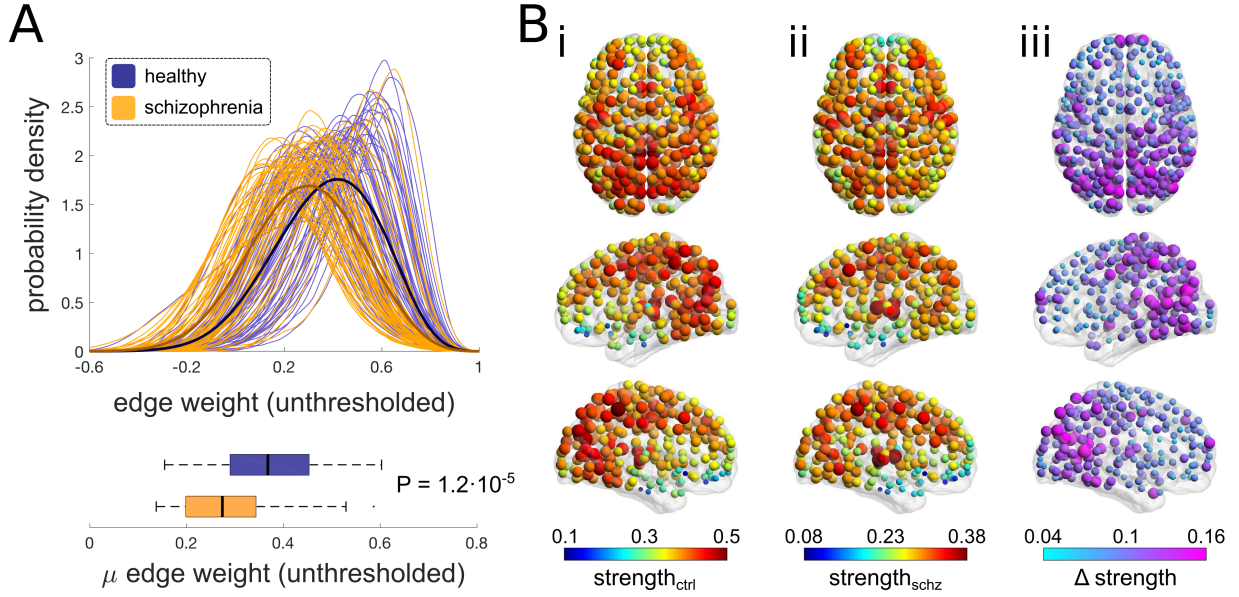 A
3
2.5
2
1.5
1
0.5
0
probability density
healthy
schizophrenia
-0.6
-0.2
0.2
0.6
1
edge weight (unthresholded)
P = 1.2·10⁻⁵
0
0.2
0.4
0.6
0.8
μ edge weight (unthresholded)
B
i
ii
iii
0.1
0.3
0.5
strength_ctrl
0.08
0.23
0.38
strength_schz
0.04
0.1
0.16
Δ strength